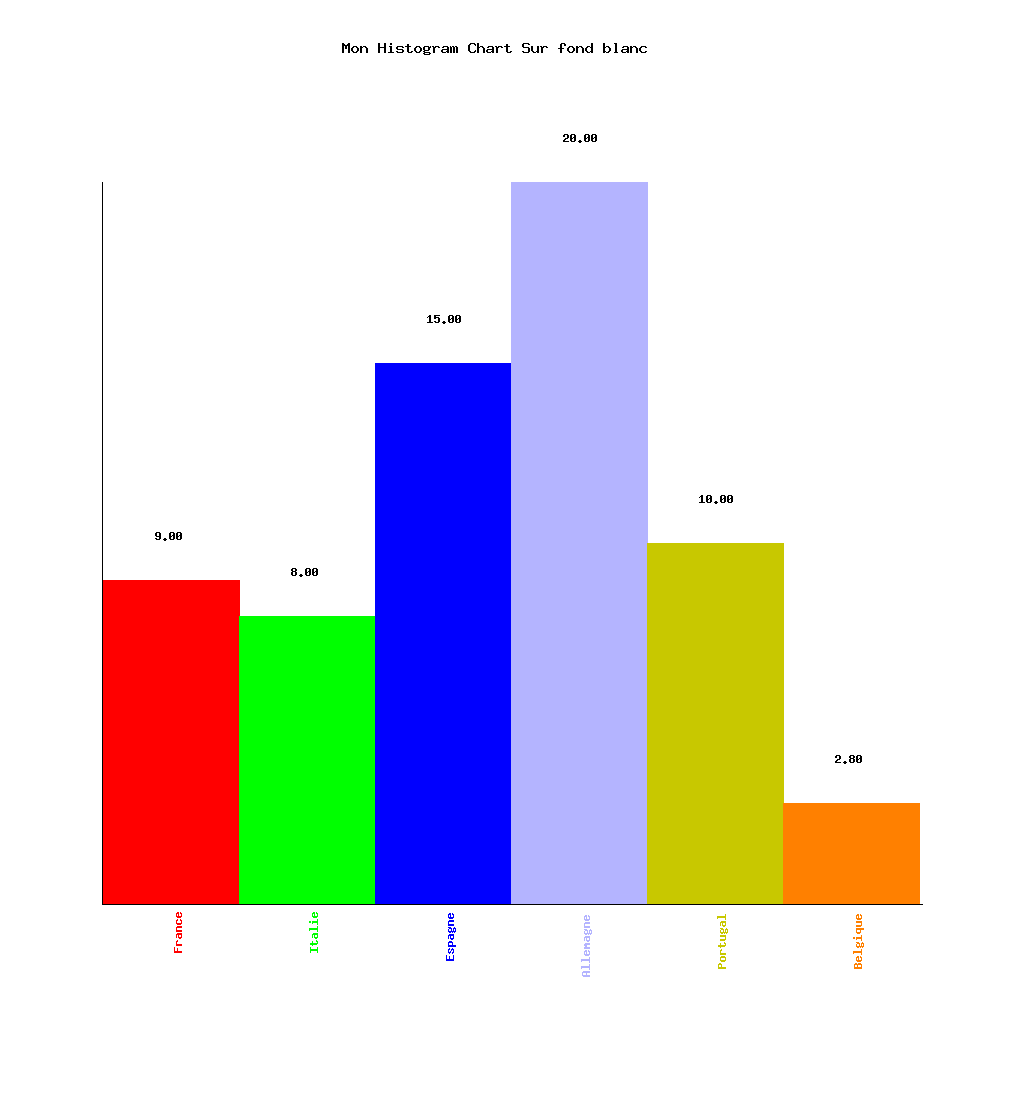 Mon Histogram Chart Sur fond blanc
20.00
15.00
10.00
9.00
8.00
2.80
France
Italie
Espagne
Allemagne
Portugal
Belgique